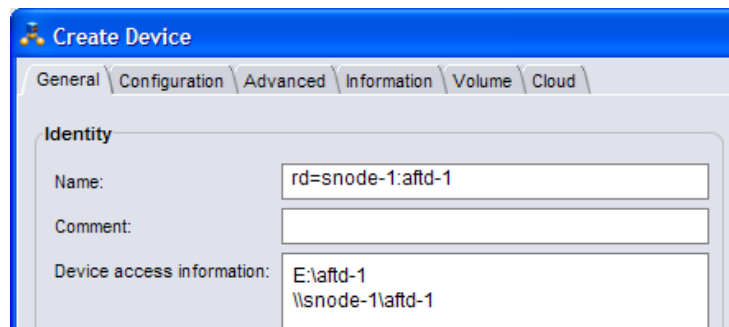 Create Device
General Configuration Advanced Information Volume Cloud
Identity
Name: rd=snode-1:aftd-1
Comment:
Device access information: E:\aftd-1
\\snode-1\aftd-1